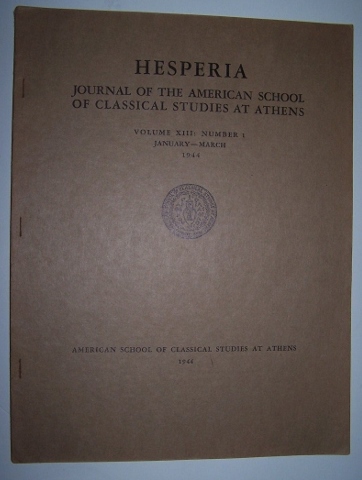 HESPERIA
JOURNAL OF THE AMERICAN SCHOOL
OF CLASSICAL STUDIES AT ATHENS
VOLUME XIII: NUMBER 1
JANUARY—MARCH
1944
AMERICAN SCHOOL OF CLASSICAL STUDIES AT ATHENS